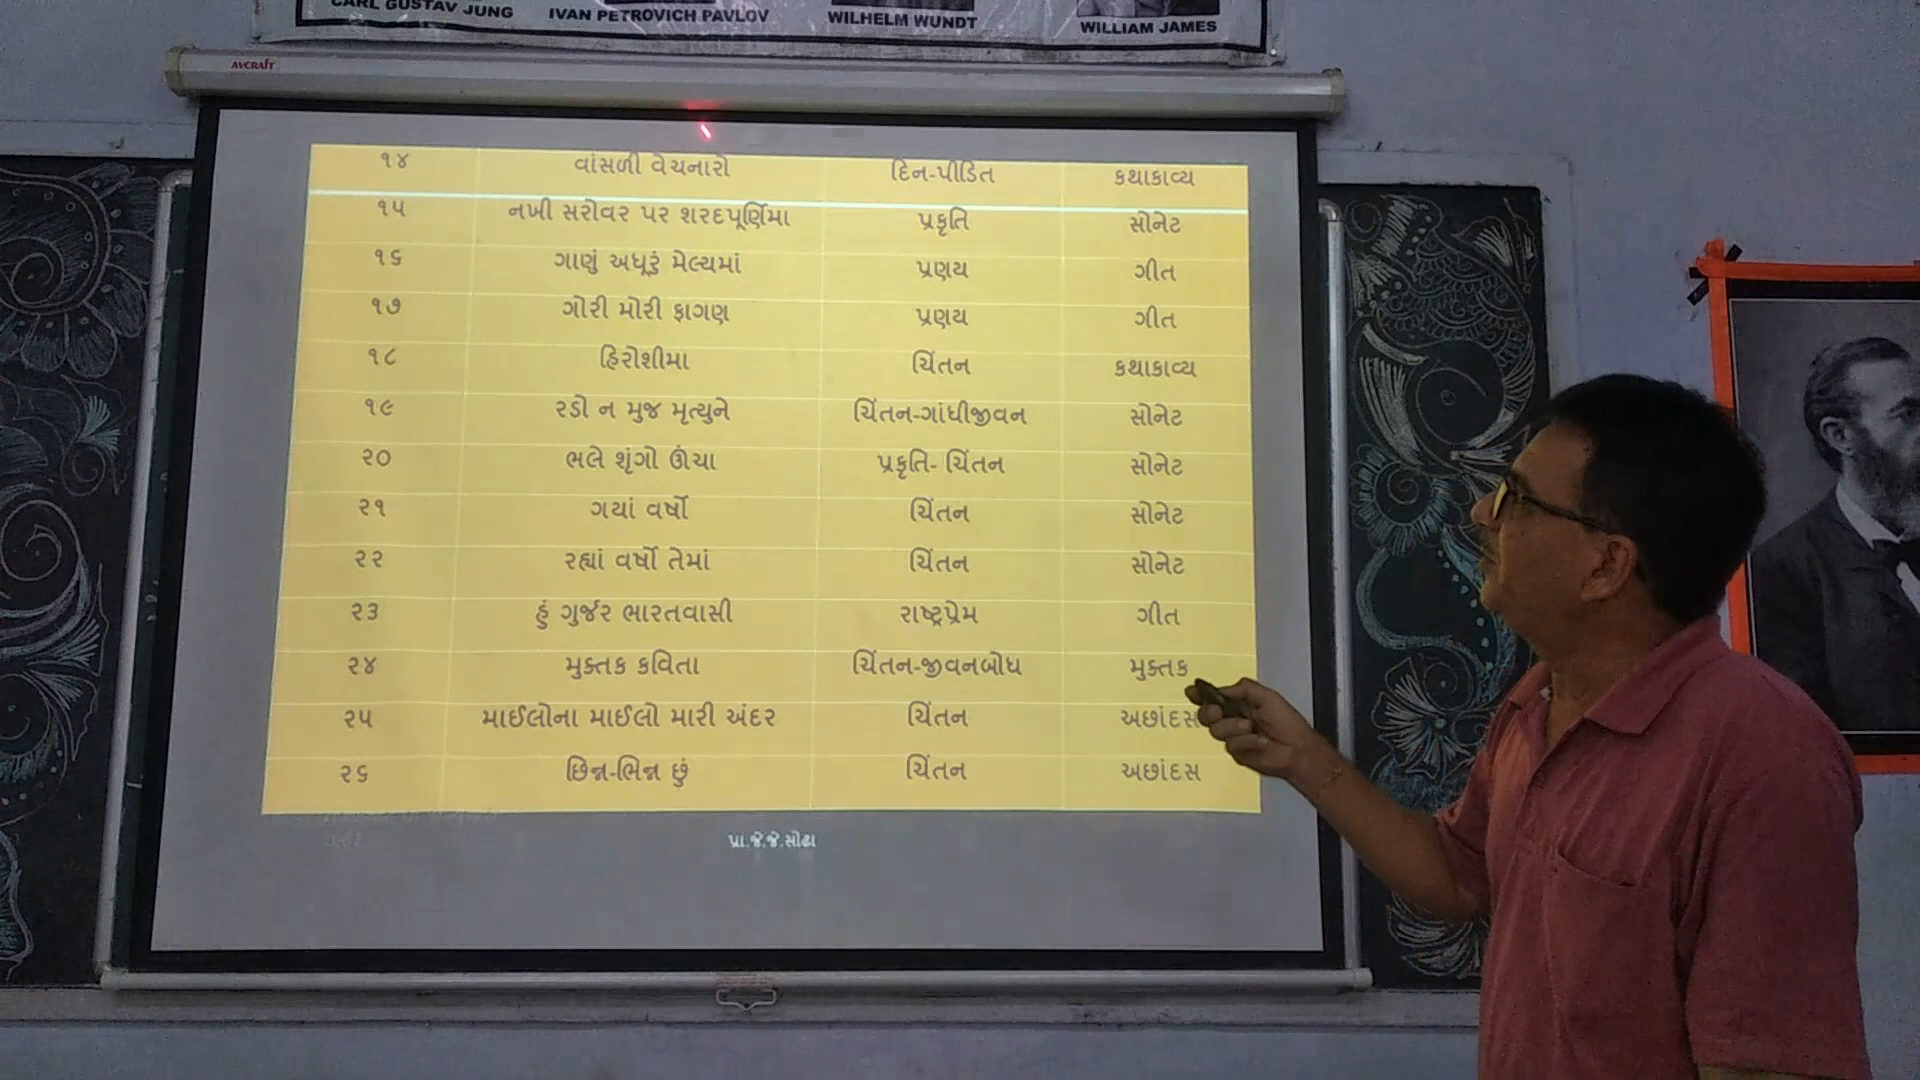 CARL GUSTAV JUNG IVAN PETROVICH PAVLOV WILHELM WUNDT WILLIAM JAMES
AVCRAFT
૧૪ વાંસળી વેચનારો દિન-પીડિત કથાકાવ્ય
૧૫ નખી સરોવર પર શરદપૂર્ણિમા પ્રકૃતિ સોનેટ
૧૬ ગાણું અધૂરું મેલ્યમાં પ્રણય ગીત
૧૭ ગોરી મોરી ફાગણ પ્રણય ગીત
૧૮ હિરોશીમા ચિંતન કથાકાવ્ય
૧૯ રડો ન મુજ મૃત્યુને ચિંતન-ગાંધીજીવન સોનેટ
૨૦ ભલે શૃંગો ઊંચા પ્રકૃતિ- ચિંતન સોનેટ
૨૧ ગયાં વર્ષો ચિંતન સોનેટ
૨૨ રહ્યાં વર્ષો તેમાં ચિંતન સોનેટ
૨૩ હું ગુર્જર ભારતવાસી રાષ્ટ્રપ્રેમ ગીત
૨૪ મુક્તક કવિતા ચિંતન-જીવનબોધ મુક્તક
૨૫ માઈલોના માઈલો મારી અંદર ચિંતન અછાંદસ
૨૬ છિન્ન-ભિન્ન છું ચિંતન અછાંદસ
પ્રા.જે.જે.સોઢા